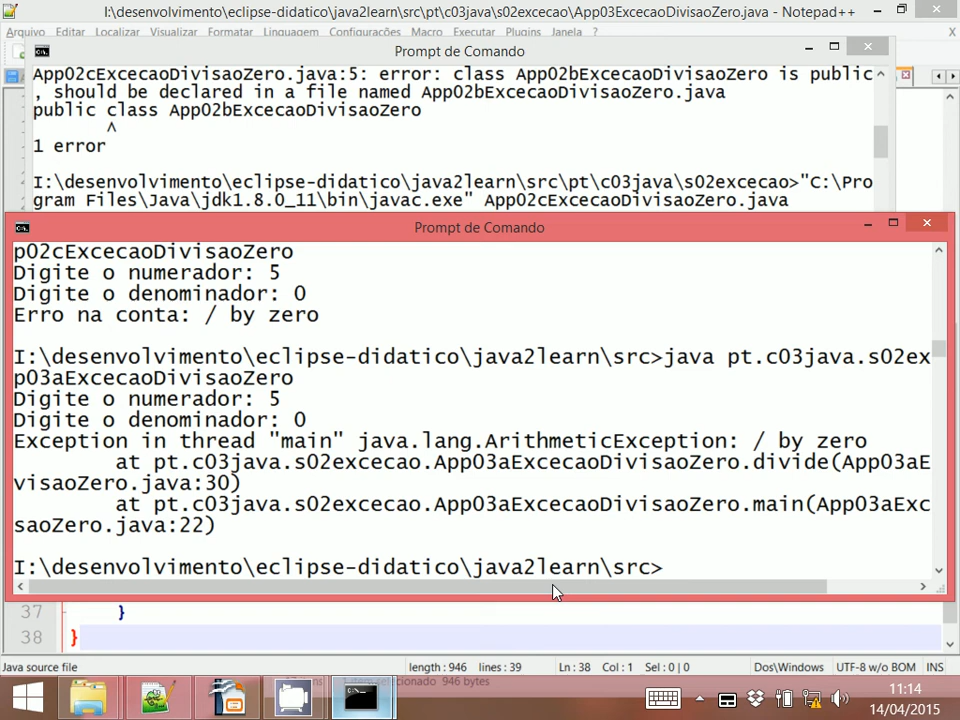 I:\desenvolvimento\eclipse-didatico\java2learn\src\pt\c03java\s02excecao\App03ExcecaoDivisaoZero.java - Notepad++
Arquivo Editar Localizar Visualizar Formatar Linguagem Configurações Macro Executar Plugins Janela ? X
Prompt de Comando
App02cExcecaoDivisaoZero.java:5: error: class App02bExcecaoDivisaoZero is public
, should be declared in a file named App02bExcecaoDivisaoZero.java
public class App02bExcecaoDivisaoZero
^
1 error
I:\desenvolvimento\eclipse-didatico\java2learn\src\pt\c03java\s02excecao>"C:\Pro
gram Files\Java\jdk1.8.0_11\bin\javac.exe" App02cExcecaoDivisaoZero.java
Prompt de Comando
p02cExcecaoDivisaoZero
Digite o numerador: 5
Digite o denominador: 0
Erro na conta: / by zero
I:\desenvolvimento\eclipse-didatico\java2learn\src>java pt.c03java.s02ex
p03aExcecaoDivisaoZero
Digite o numerador: 5
Digite o denominador: 0
Exception in thread "main" java.lang.ArithmeticException: / by zero
at pt.c03java.s02excecao.App03aExcecaoDivisaoZero.divide(App03aE
visaoZero.java:30)
at pt.c03java.s02excecao.App03aExcecaoDivisaoZero.main(App03aExc
saoZero.java:22)
I:\desenvolvimento\eclipse-didatico\java2learn\src>
37 }
38 }
Java source file length : 946 lines : 39 Ln : 38 Col : 1 Sel : 0 | 0 Dos\Windows UTF-8 w/o BOM INS
selecionado 946 bytes
11:14
14/04/2015